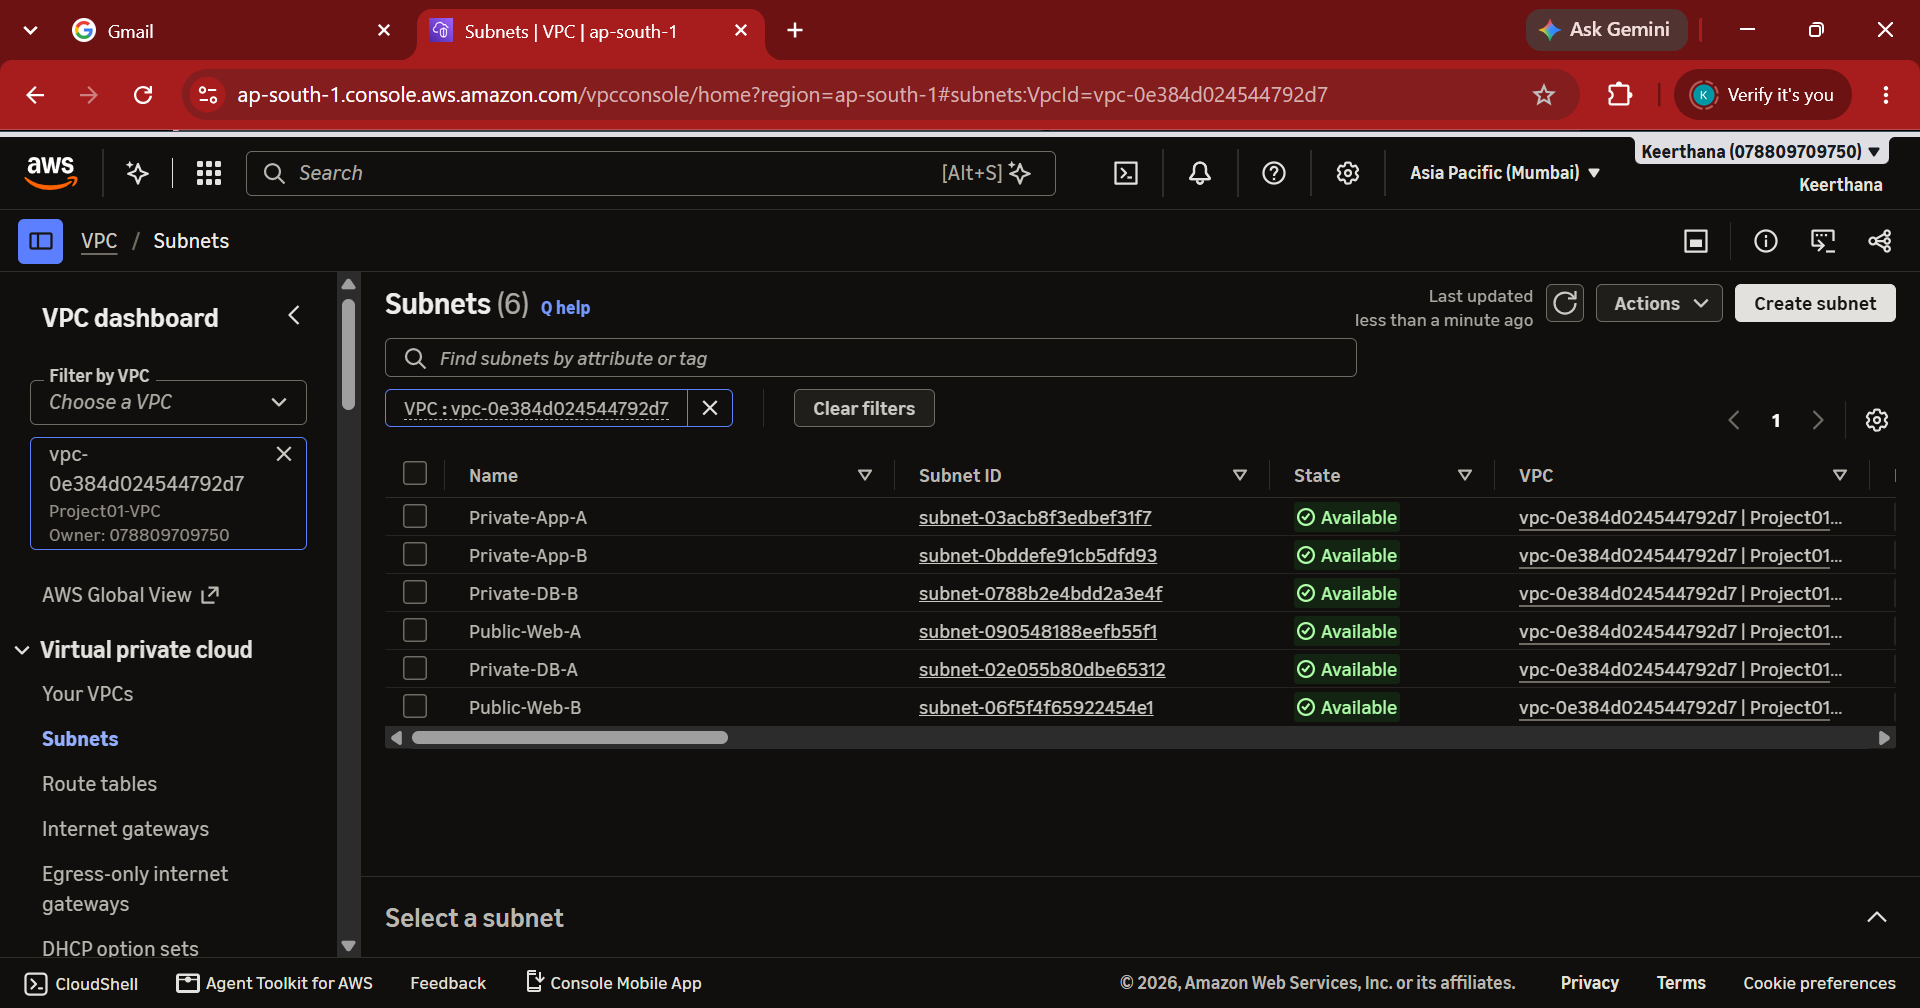 Gmail
Subnets | VPC | ap-south-1
Ask Gemini
ap-south-1.console.aws.amazon.com/vpcconsole/home?region=ap-south-1#subnets:VpcId=vpc-0e384d024544792d7
K
Verify it's you
aws
Search
[Alt+S]
Asia Pacific (Mumbai)
Keerthana (078809709750)
Keerthana
VPC / Subnets
VPC dashboard
Filter by VPC
Choose a VPC
vpc-
0e384d024544792d7
Project01-VPC
Owner: 078809709750
AWS Global View
Virtual private cloud
Your VPCs
Subnets
Route tables
Internet gateways
Egress-only internet
gateways
DHCP option sets
Subnets (6) Q help
Last updated
less than a minute ago
Actions
Create subnet
Find subnets by attribute or tag
VPC : vpc-0e384d024544792d7
Clear filters
1
Name Subnet ID State VPC
Private-App-A subnet-03acb8f3edbef31f7 Available vpc-0e384d024544792d7 | Project01...
Private-App-B subnet-0bddefe91cb5dfd93 Available vpc-0e384d024544792d7 | Project01...
Private-DB-B subnet-0788b2e4bdd2a3e4f Available vpc-0e384d024544792d7 | Project01...
Public-Web-A subnet-090548188eefb55f1 Available vpc-0e384d024544792d7 | Project01...
Private-DB-A subnet-02e055b80dbe65312 Available vpc-0e384d024544792d7 | Project01...
Public-Web-B subnet-06f5f4f65922454e1 Available vpc-0e384d024544792d7 | Project01...
Select a subnet
CloudShell
Agent Toolkit for AWS
Feedback
Console Mobile App
© 2026, Amazon Web Services, Inc. or its affiliates.
Privacy
Terms
Cookie preferences